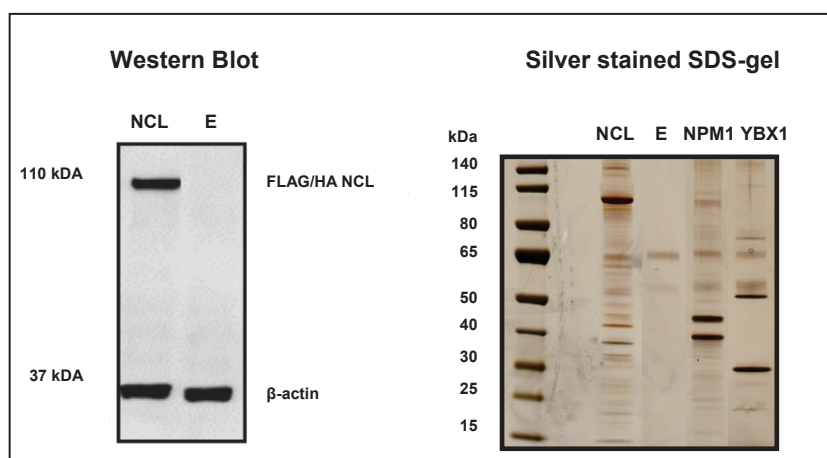 Western Blot
NCL E
110 kDA
FLAG/HA NCL
37 kDA
β-actin
Silver stained SDS-gel
kDa
NCL E NPM1 YBX1
140
115
80
65
50
40
30
25
15